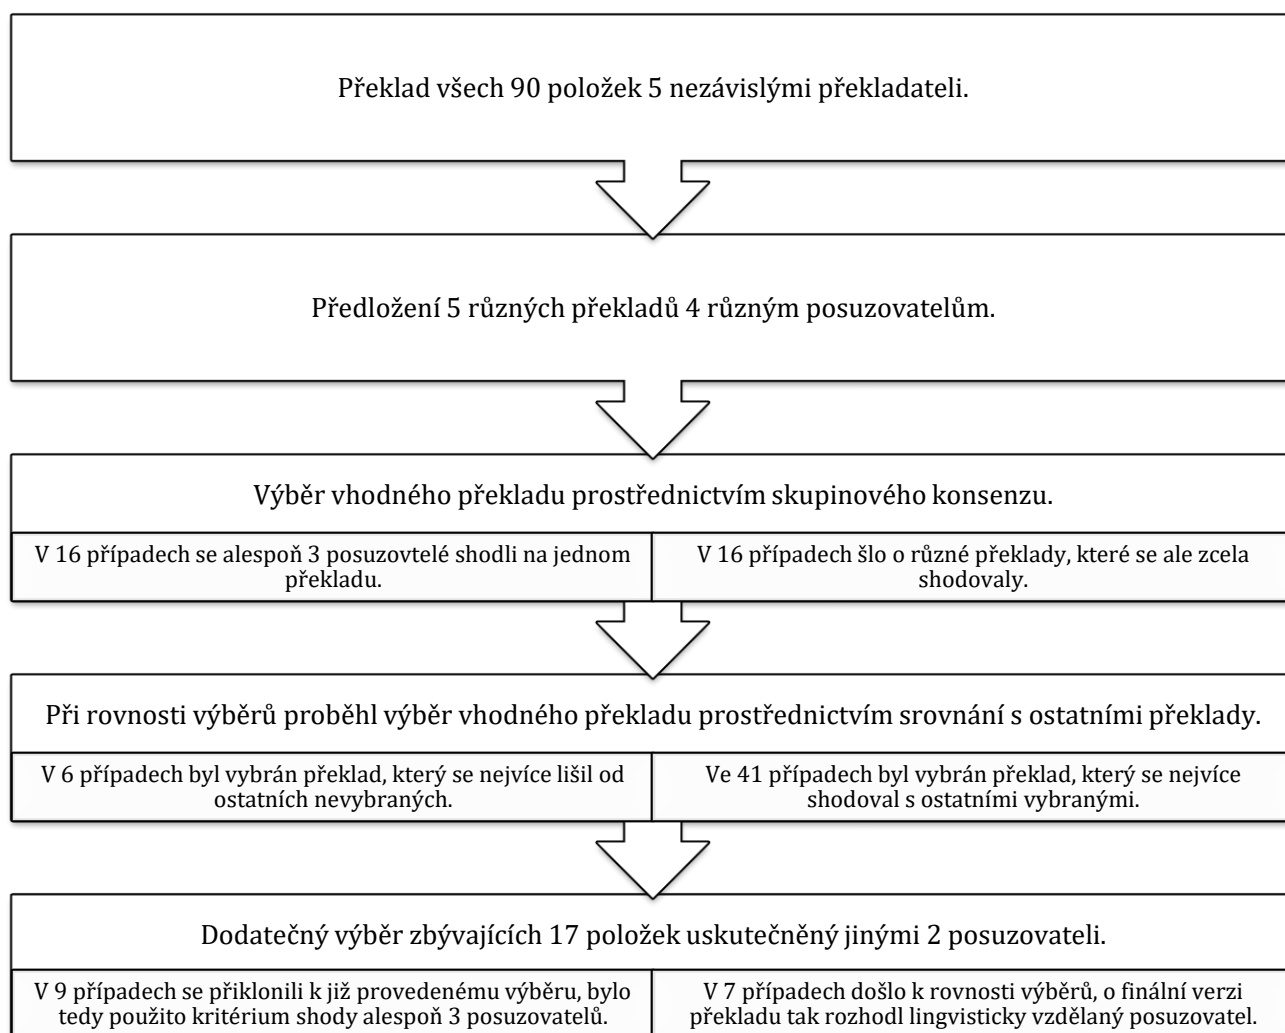 Překlad všech 90 položek 5 nezávislými překladateli.
Předložení 5 různých překladů 4 různým posuzovatelům.
Výběr vhodného překladu prostřednictvím skupinového konsenzu.
V 16 případech se alespoň 3 posuzovtelé shodli na jednom
překladu.
V 16 případech šlo o různé překlady, které se ale zcela
shodovaly.
Při rovnosti výběrů proběhl výběr vhodného překladu prostřednictvím srovnání s ostatními překlady.
V 6 případech byl vybrán překlad, který se nejvíce lišil od
ostatních nevybraných.
Ve 41 případech byl vybrán překlad, který se nejvíce
shodoval s ostatními vybranými.
Dodatečný výběr zbývajících 17 položek uskutečněný jinými 2 posuzovateli.
V 9 případech se přiklonili k již provedenému výběru, bylo
tedy použito kritérium shody alespoň 3 posuzovatelů.
V 7 případech došlo k rovnosti výběrů, o finální verzi
překladu tak rozhodl lingvisticky vzdělaný posuzovatel.